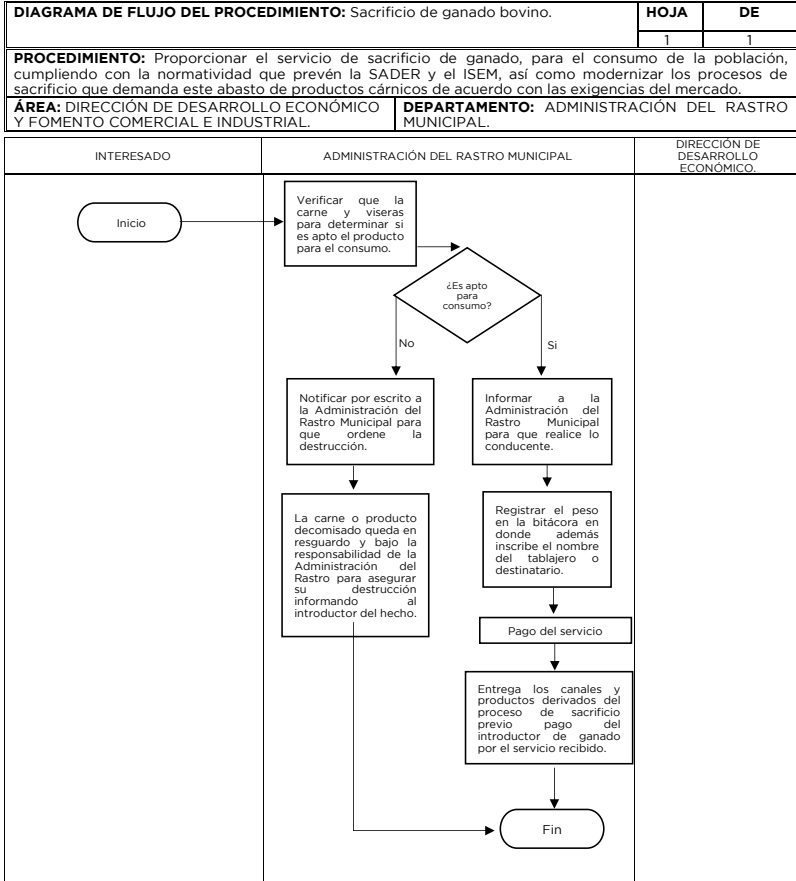 DIAGRAMA DE FLUJO DEL PROCEDIMIENTO: Sacrificio de ganado bovino.
HOJA
DE
1
1
PROCEDIMIENTO: Proporcionar el servicio de sacrificio de ganado, para el consumo de la población,
cumpliendo con la normatividad que prevén la SADER y el ISEM, así como modernizar los procesos de
sacrificio que demanda este abasto de productos cárnicos de acuerdo con las exigencias del mercado.
ÁREA: DIRECCIÓN DE DESARROLLO ECONÓMICO
Y FOMENTO COMERCIAL E INDUSTRIAL.
DEPARTAMENTO: ADMINISTRACIÓN DEL RASTRO
MUNICIPAL.
INTERESADO
ADMINISTRACIÓN DEL RASTRO MUNICIPAL
DIRECCIÓN DE
DESARROLLO
ECONÓMICO.
Inicio
Verificar que la
carne y viseras
para determinar si
es apto el producto
para el consumo.
¿Es apto
para
consumo?
No
Si
Notificar por escrito a
la Administración del
Rastro Municipal para
que ordene la
destrucción.
Informar a la
Administración del
Rastro Municipal
para que realice lo
conducente.
La carne o producto
decomisado queda en
resguardo y bajo la
responsabilidad de la
Administración del
Rastro para asegurar
su destrucción
informando al
introductor del hecho.
Registrar el peso
en la bitácora en
donde además
inscribe el nombre
del tablajero o
destinatario.
Pago del servicio
Entrega los canales y
productos derivados del
proceso de sacrificio
previo pago del
introductor de ganado
por el servicio recibido.
Fin